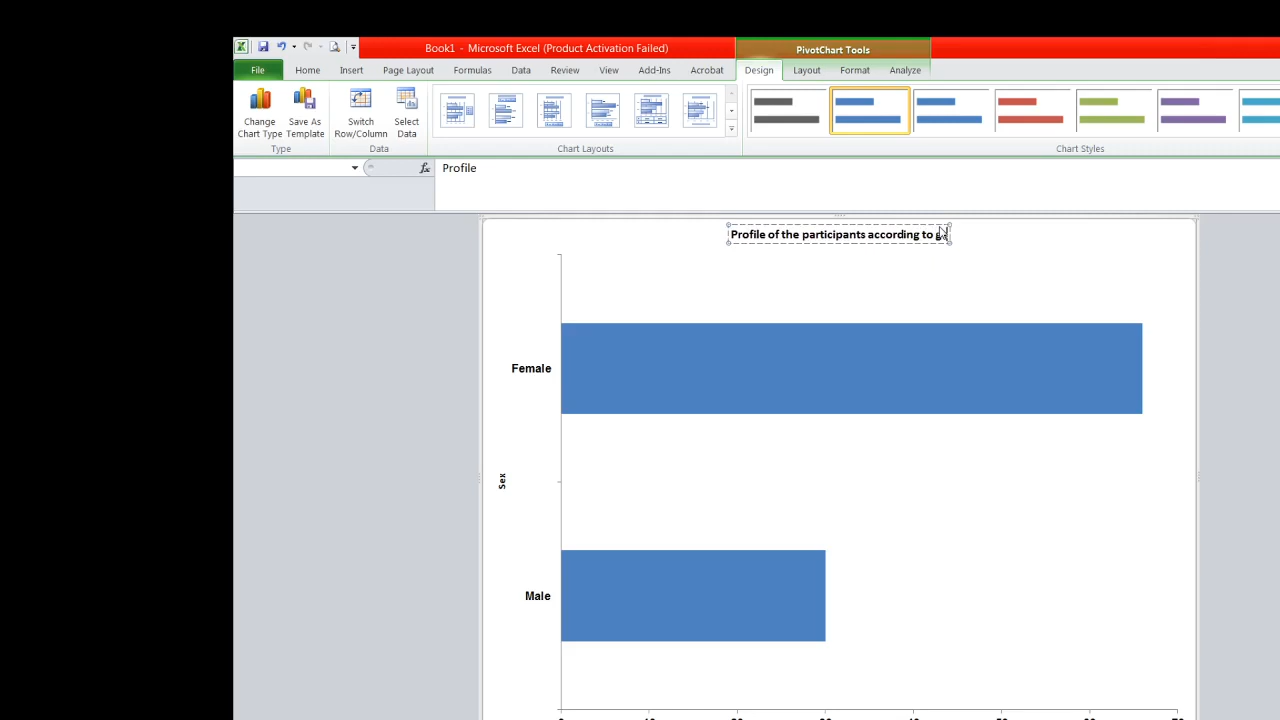 Book1 - Microsoft Excel (Product Activation Failed)
PivotChart Tools
File Home Insert Page Layout Formulas Data Review View Add-Ins Acrobat Design Layout Format Analyze
Change Chart Type
Save As Template
Switch Row/Column
Select Data
Type
Data
Chart Layouts
Chart Styles
fx Profile
Profile of the participants according to
Female
Sex
Male